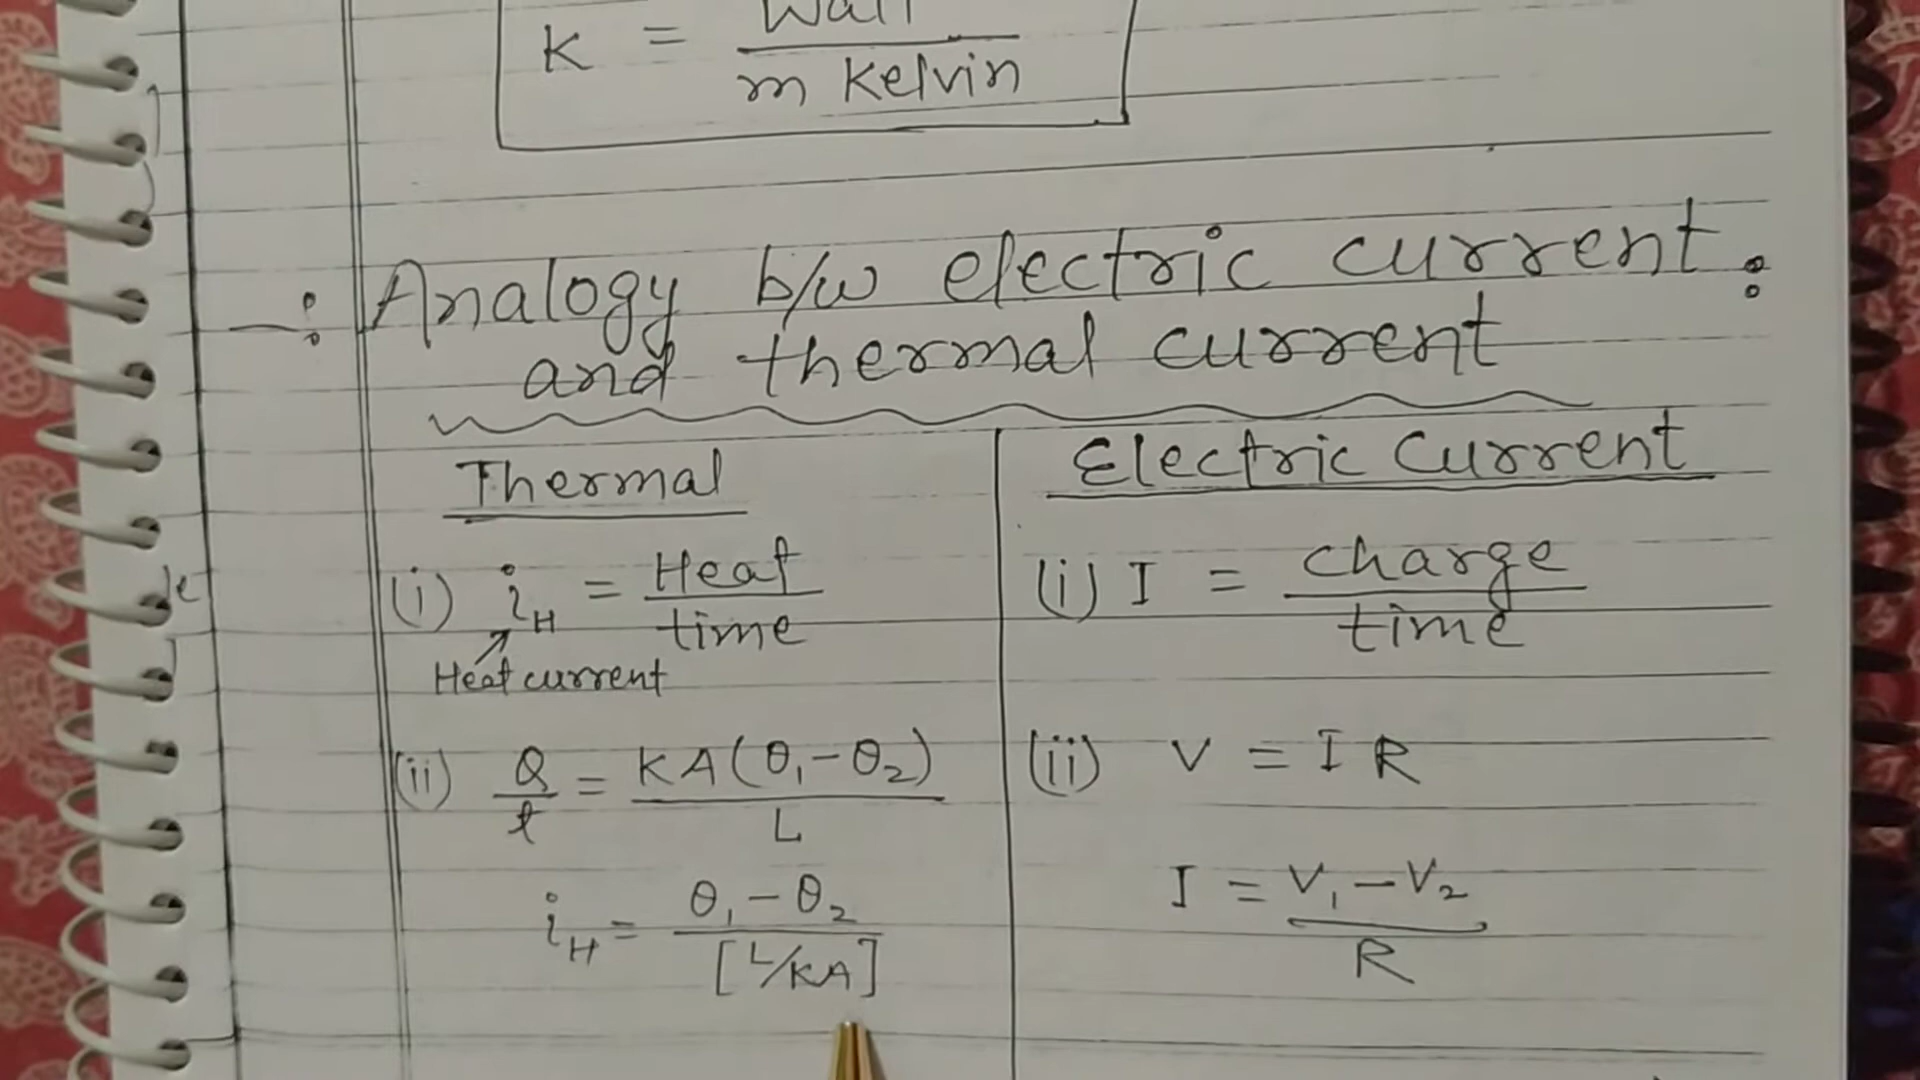 K = Watt / m Kelvin
—: Analogy b/w electric current :
and thermal current
Thermal
(i) iH = Heat / time
Heat current
(ii) Q/t = KA(θ1-θ2) / L
iH = θ1-θ2 / [L/KA]
Electric Current
(i) I = charge / time
(ii) V = IR
I = V1-V2 / R